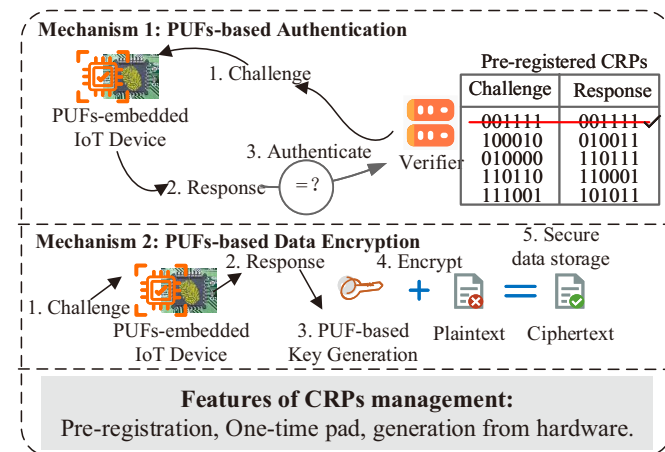 Mechanism 1: PUFs-based Authentication
1. Challenge
PUFs-embedded
IoT Device
2. Response
= ?
3. Authenticate
Verifier
Pre-registered CRPs
Challenge Response
001111 001111
100010 010011
010000 110111
110110 110001
111001 101011
Mechanism 2: PUFs-based Data Encryption
1. Challenge
PUFs-embedded
IoT Device
2. Response
3. PUF-based
Key Generation
4. Encrypt
+
Plaintext
=
5. Secure
data storage
Ciphertext
Features of CRPs management:
Pre-registration, One-time pad, generation from hardware.